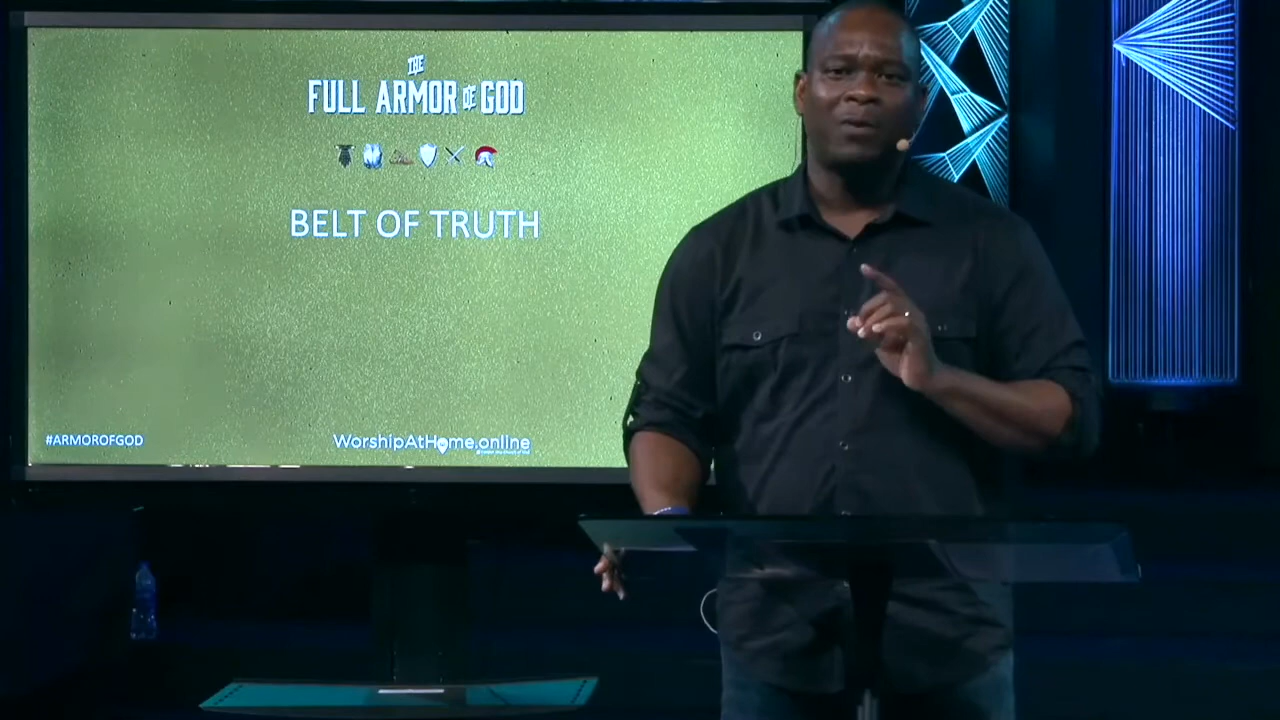 THE
FULL ARMOR OF GOD
BELT OF TRUTH
#ARMOROFGOD
WorshipAtHome.online